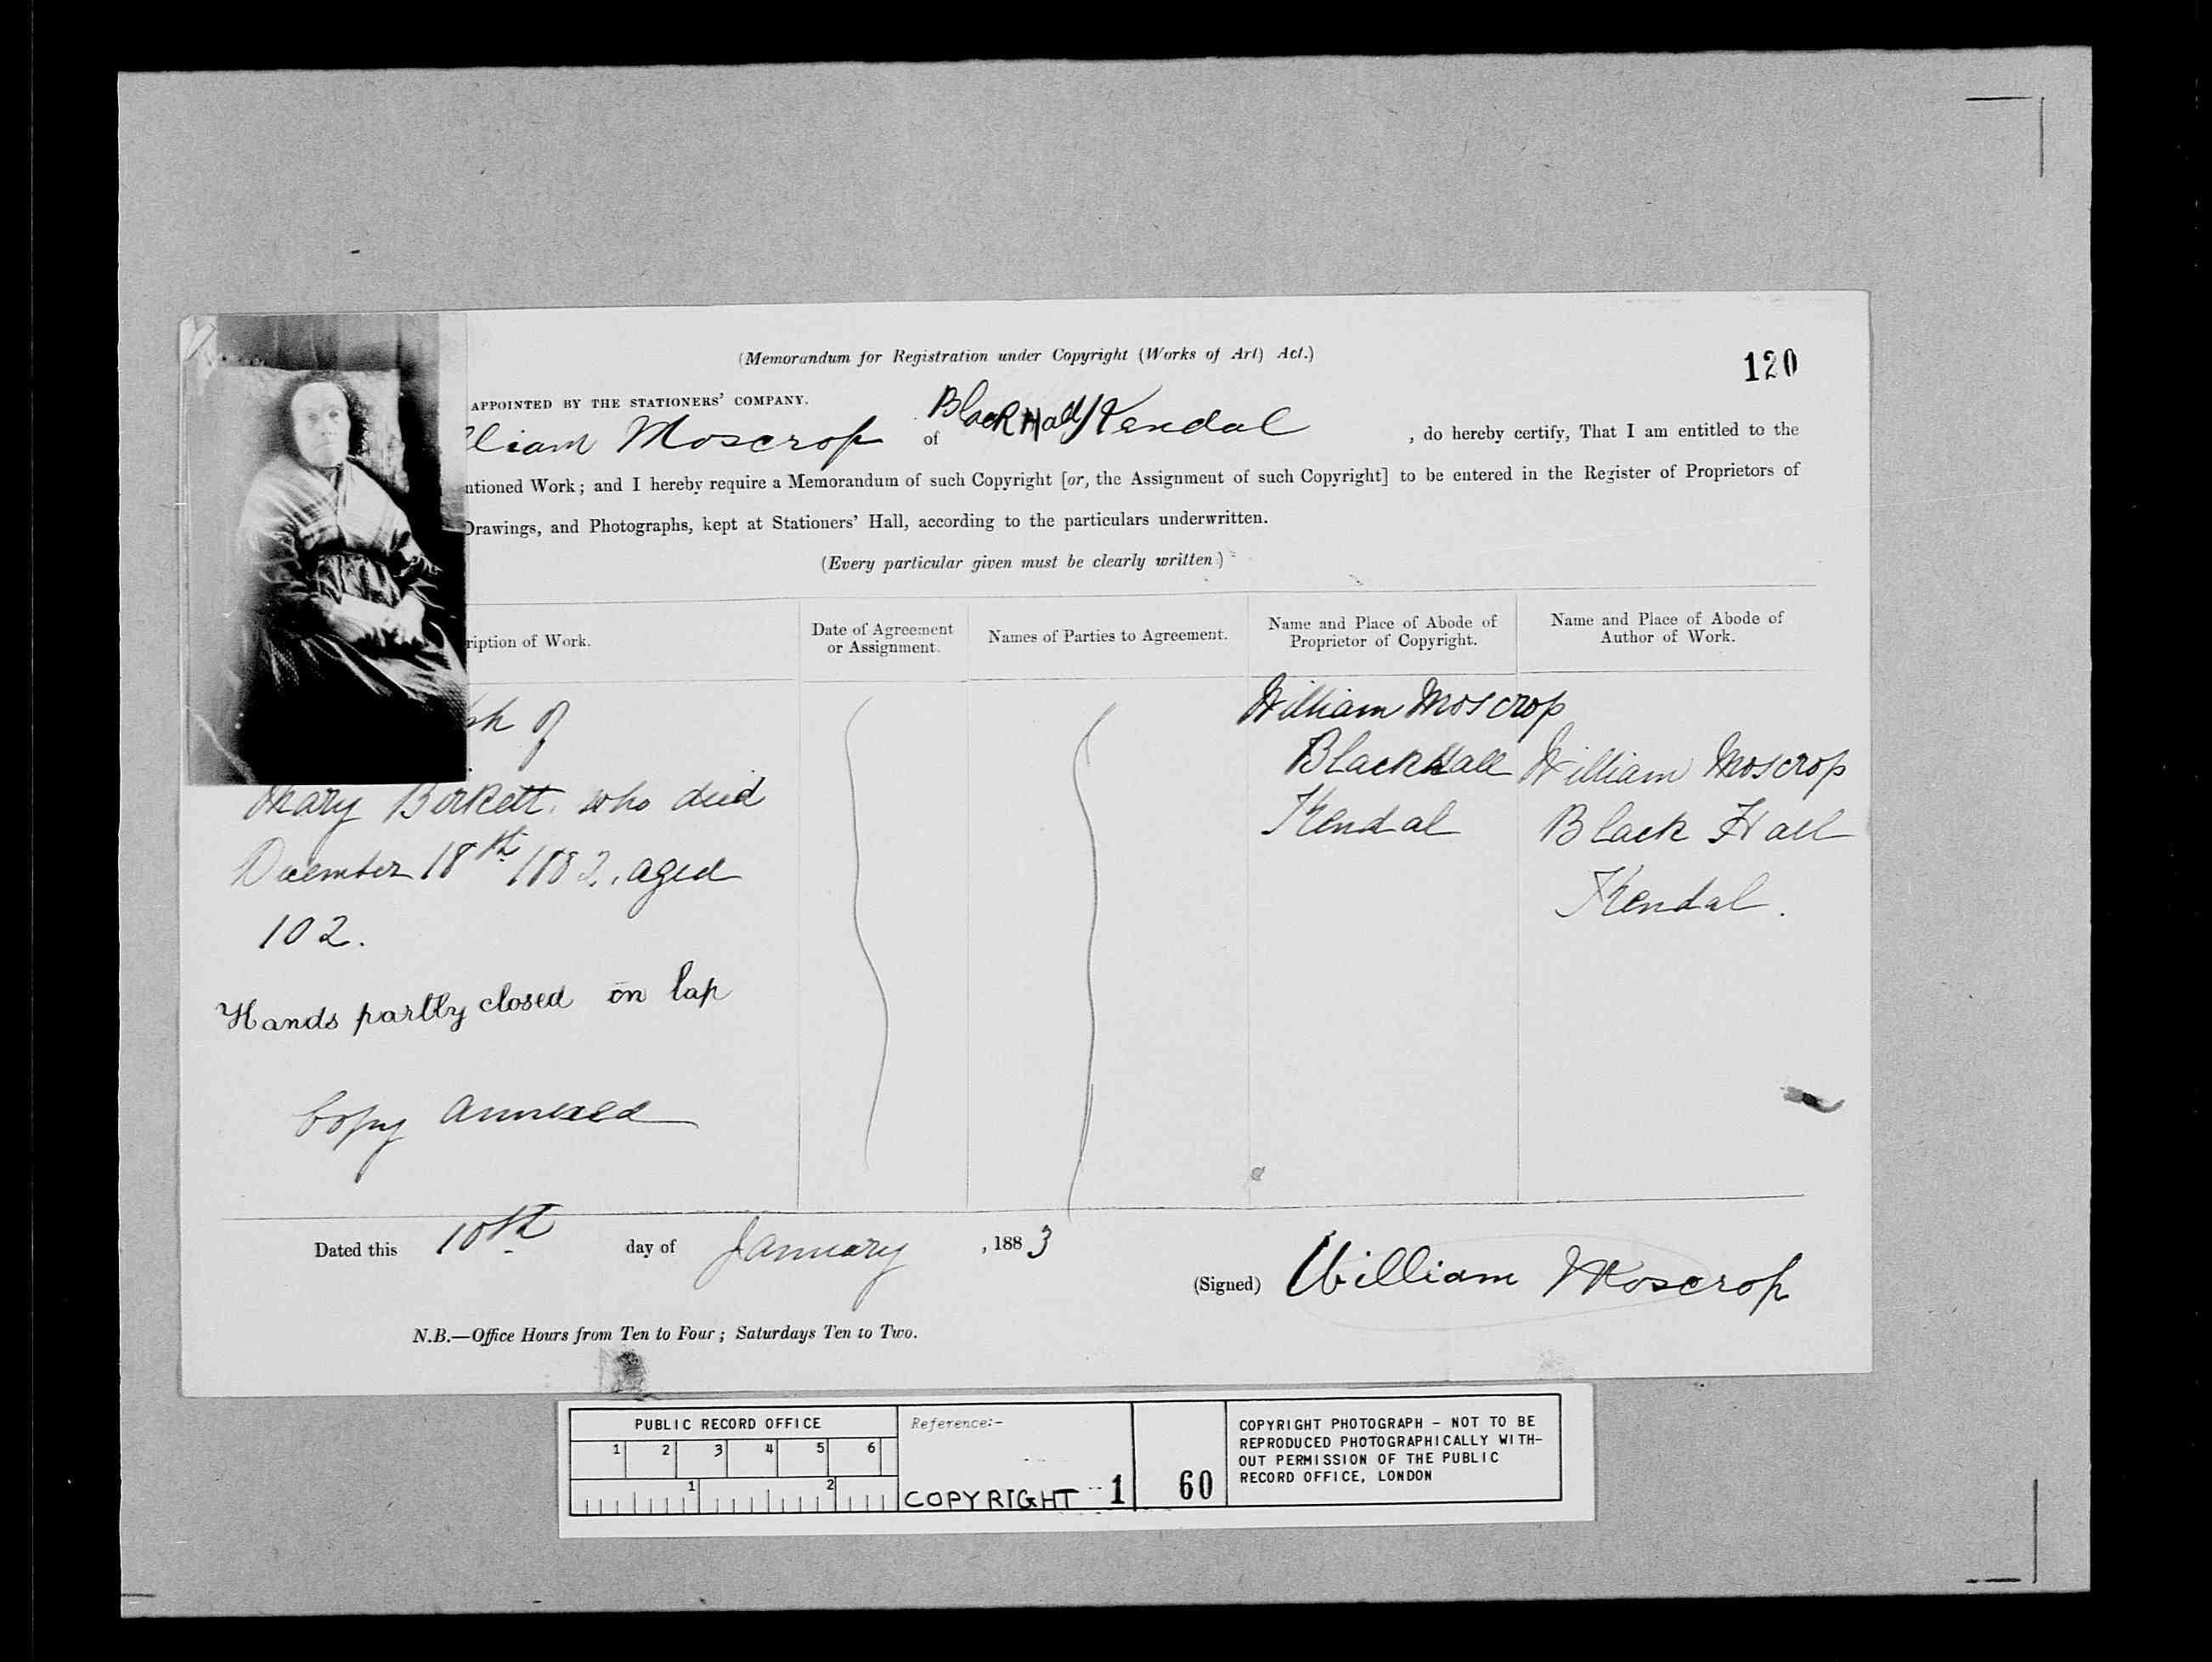 (Memorandum for Registration under Copyright (Works of Art) Act.)
120
APPOINTED BY THE STATIONERS' COMPANY.
lliam Moscrop of Black Hall / Kendal , do hereby certify, That I am entitled to the
ntioned Work; and I hereby require a Memorandum of such Copyright [or, the Assignment of such Copyright] to be entered in the Register of Proprietors of
Drawings, and Photographs, kept at Stationers' Hall, according to the particulars underwritten.
(Every particular given must be clearly written)
ription of Work.
Date of Agreement
or Assignment.
Names of Parties to Agreement.
Name and Place of Abode of
Proprietor of Copyright.
Name and Place of Abode of
Author of Work.
ph of
Mary Birkett. who died
December 18th 1882, aged
102.
Hands partly closed on lap
Copy annexed
William Moscrop
Black Hall
Kendal
William Moscrop
Black Hall
Kendal.
Dated this 10th day of January , 1883
(Signed) William Moscrop
N.B.—Office Hours from Ten to Four; Saturdays Ten to Two.
PUBLIC RECORD OFFICE
1 2 3 4 5 6
1 2
Reference:-
COPYRIGHT 1
60
COPYRIGHT PHOTOGRAPH - NOT TO BE
REPRODUCED PHOTOGRAPHICALLY WITH-
OUT PERMISSION OF THE PUBLIC
RECORD OFFICE, LONDON